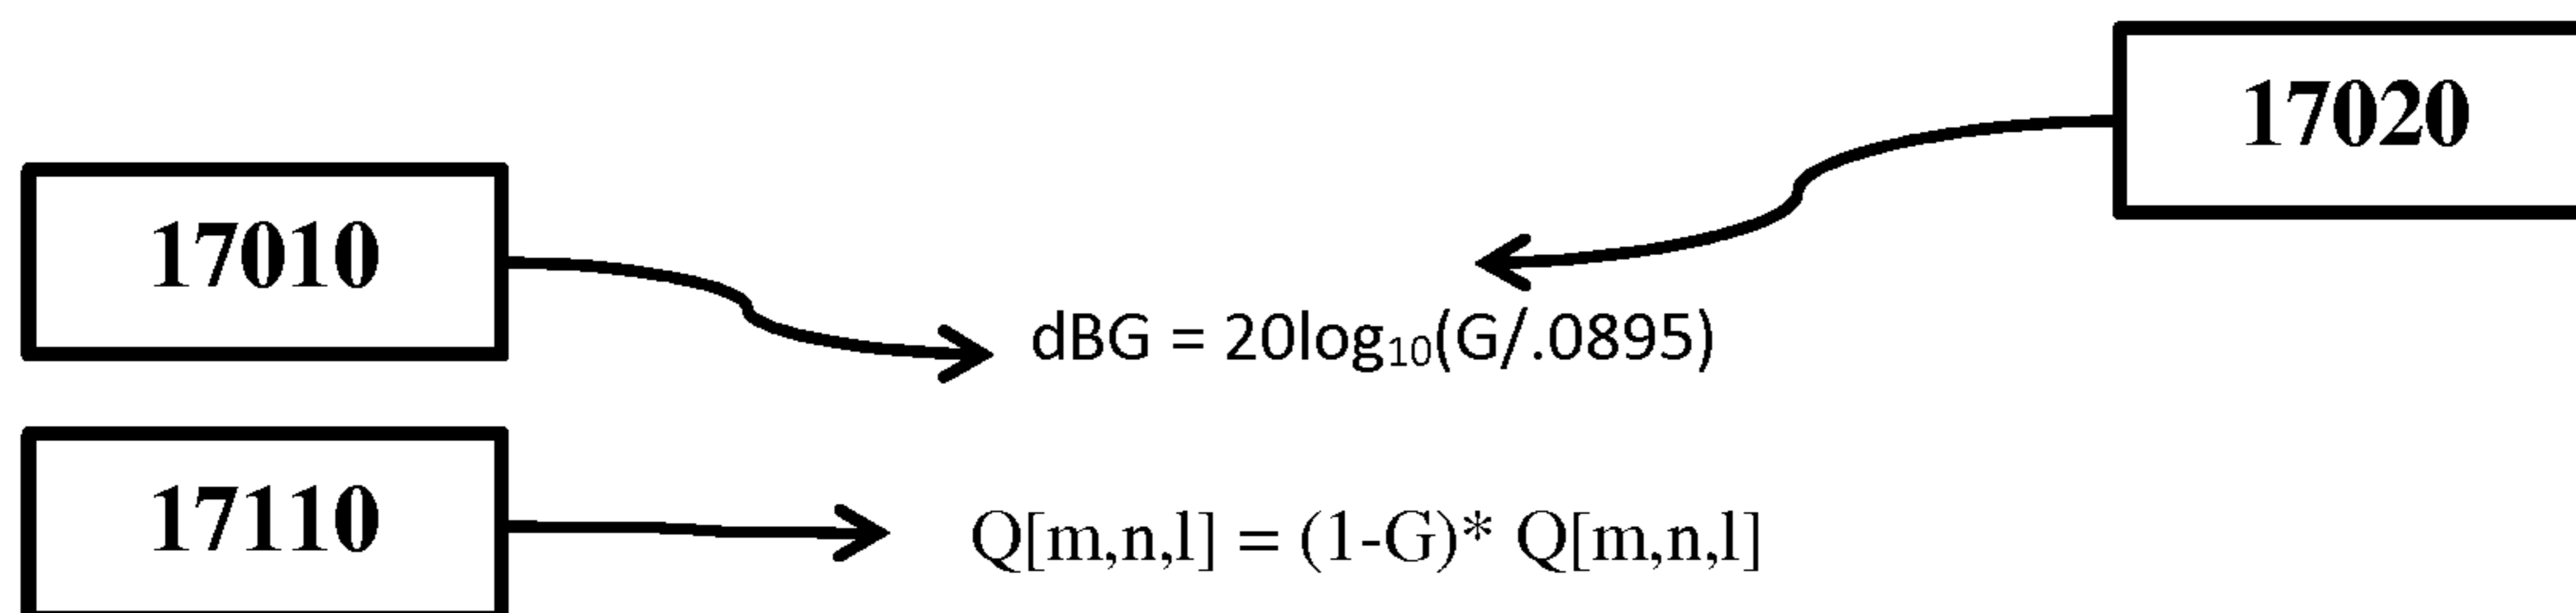 17020
17010
dBG = 20log₁₀(G/.0895)
17110
Q[m,n,l] = (1-G)* Q[m,n,l]